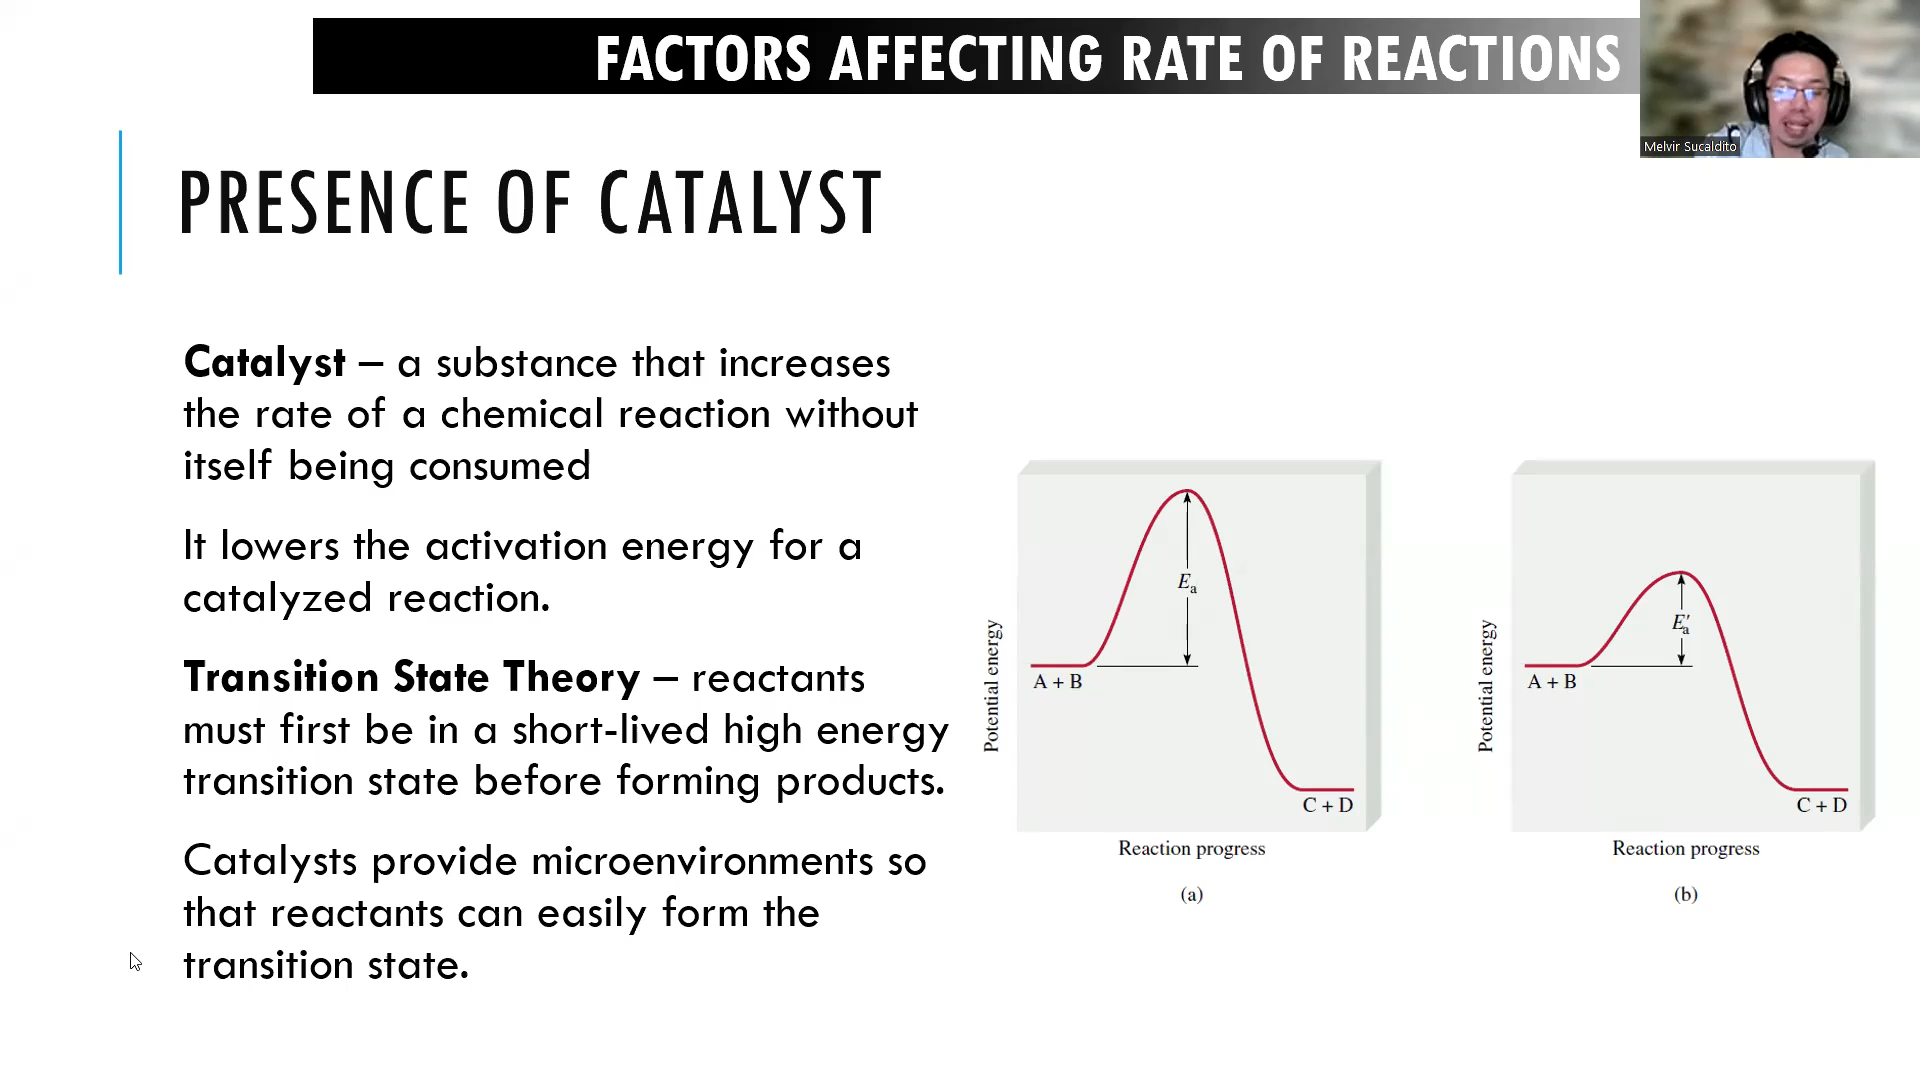 FACTORS AFFECTING RATE OF REACTIONS
Melvir Sucaldito
PRESENCE OF CATALYST
Catalyst – a substance that increases
the rate of a chemical reaction without
itself being consumed
It lowers the activation energy for a
catalyzed reaction.
Transition State Theory – reactants
must first be in a short-lived high energy
transition state before forming products.
Catalysts provide microenvironments so
that reactants can easily form the
transition state.
Potential energy
Eₐ
A + B
C + D
Reaction progress
(a)
Potential energy
E′ₐ
A + B
C + D
Reaction progress
(b)